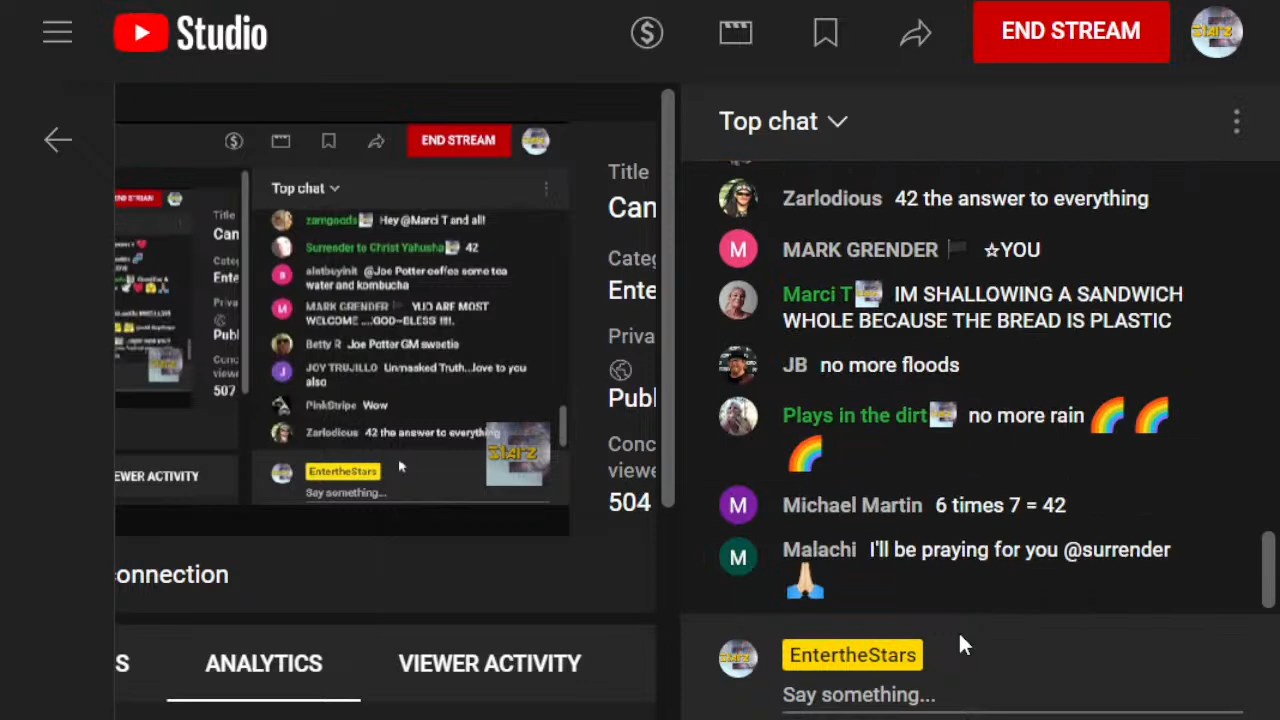 Studio
END STREAM
Top chat
Zarlodious 42 the answer to everything
MARK GRENDER ☆YOU
Marci T IM SHALLOWING A SANDWICH
WHOLE BECAUSE THE BREAD IS PLASTIC
JB no more floods
Plays in the dirt no more rain 🌈 🌈
🌈
M Michael Martin 6 times 7 = 42
M Malachi I'll be praying for you @surrender
🙏🏼
EntertheStars
Say something...
END STREAM
Top chat
zamgoods Hey @Marci T and all!
Surrender to Christ Yahusha 42
@Joe Potter coffee some tea
water and kombucha
MARK GRENDER YUO ARE MOST
WELCOME ....GOD~BLESS !!!!.
Betty R Joe Potter GM sweetie
JOY TRUJILLO Unmasked Truth...love to you
also
PinkStripe Wow
Zarlodious 42 the answer to everything
EntertheStars
Say something...
VIEWER ACTIVITY
Title
Can
Categ
Ente
Priva
Publ
Conc
viewe
504
507
onnection
S
ANALYTICS
VIEWER ACTIVITY